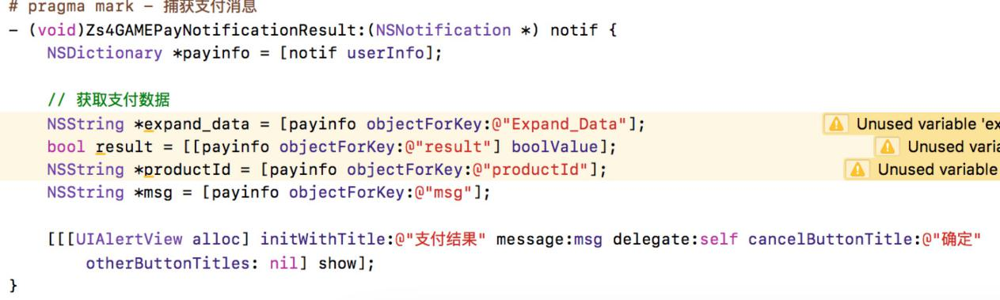 # pragma mark - 捕获支付消息
- (void)Zs4GAMEPayNotificationResult:(NSNotification *) notif {
NSDictionary *payinfo = [notif userInfo];
// 获取支付数据
NSString *expand_data = [payinfo objectForKey:@"Expand_Data"]; Unused variable 'ex
bool result = [[payinfo objectForKey:@"result"] boolValue]; Unused varia
NSString *productId = [payinfo objectForKey:@"productId"]; Unused variable
NSString *msg = [payinfo objectForKey:@"msg"];
[[[UIAlertView alloc] initWithTitle:@"支付结果" message:msg delegate:self cancelButtonTitle:@"确定"
otherButtonTitles: nil] show];
}